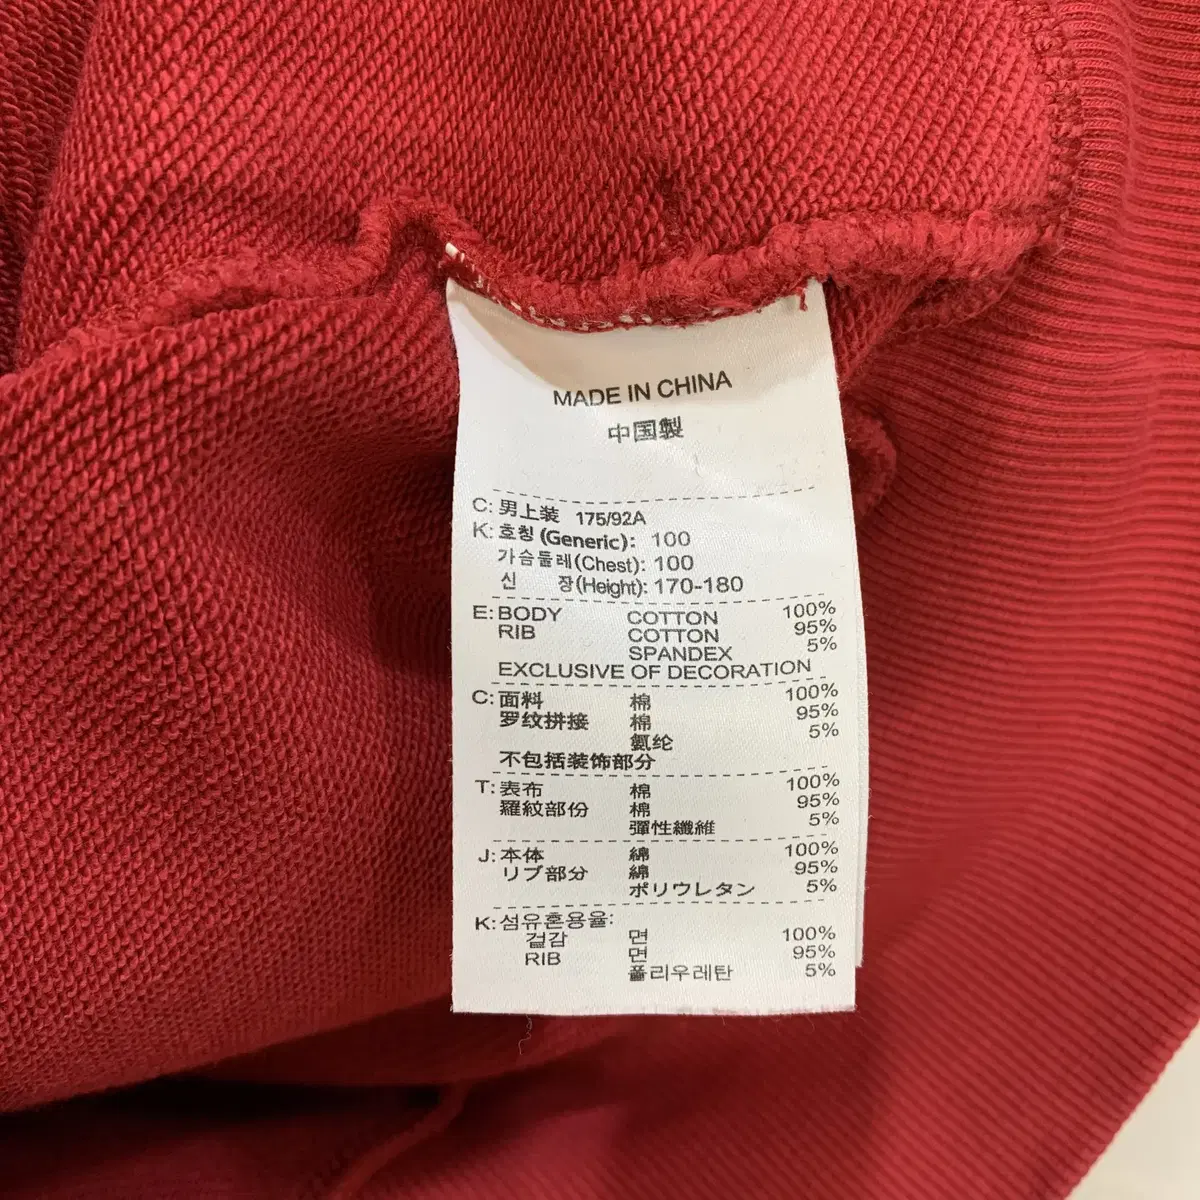 MADE IN CHINA
中国製
C: 男上装 175/92A
K: 호칭 (Generic): 100
가슴둘레(Chest): 100
신 장(Height): 170-180
E: BODY COTTON 100%
RIB COTTON 95%
SPANDEX 5%
EXCLUSIVE OF DECORATION
C: 面料 棉 100%
罗纹拼接 棉 95%
氨纶 5%
不包括装饰部分
T: 表布 棉 100%
羅紋部份 棉 95%
彈性纖維 5%
J: 本体 綿 100%
リブ部分 綿 95%
ポリウレタン 5%
K: 섬유혼용율:
겉감 면 100%
RIB 면 95%
폴리우레탄 5%